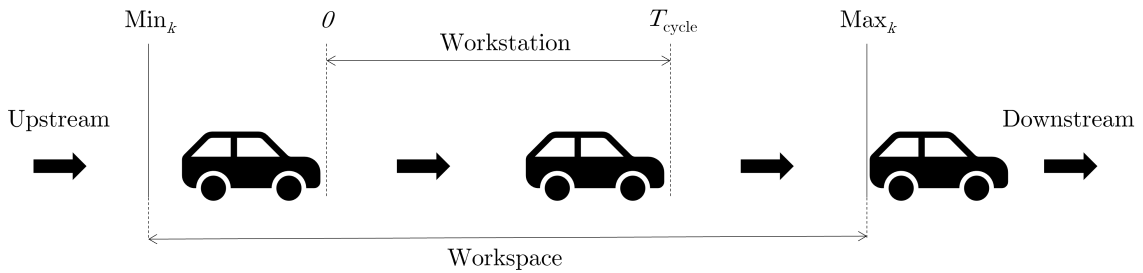 Min_k
0
T_cycle
Max_k
Workstation
Upstream
Downstream
Workspace